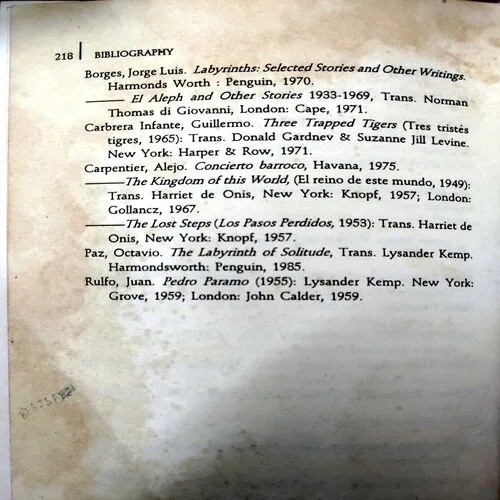 218 | BIBLIOGRAPHY
Borges, Jorge Luis. Labyrinths: Selected Stories and Other Writings.
Harmonds Worth : Penguin, 1970.
——— El Aleph and Other Stories 1933-1969, Trans. Norman
Thomas di Giovanni, London: Cape, 1971.
Carbrera Infante, Guillermo. Three Trapped Tigers (Tres tristés
tigres, 1965): Trans. Donald Gardnev & Suzanne Jill Levine.
New York: Harper & Row, 1971.
Carpentier, Alejo. Concierto barroco, Havana, 1975.
———The Kingdom of this World, (El reino de este mundo, 1949):
Trans. Harriet de Onis, New York: Knopf, 1957; London:
Gollancz, 1967.
———The Lost Steps (Los Pasos Perdidos, 1953): Trans. Harriet de
Onis, New York: Knopf, 1957.
Paz, Octavio. The Labyrinth of Solitude, Trans. Lysander Kemp.
Harmondsworth: Penguin, 1985.
Rulfo, Juan. Pedro Paramo (1955): Lysander Kemp. New York:
Grove, 1959; London: John Calder, 1959.